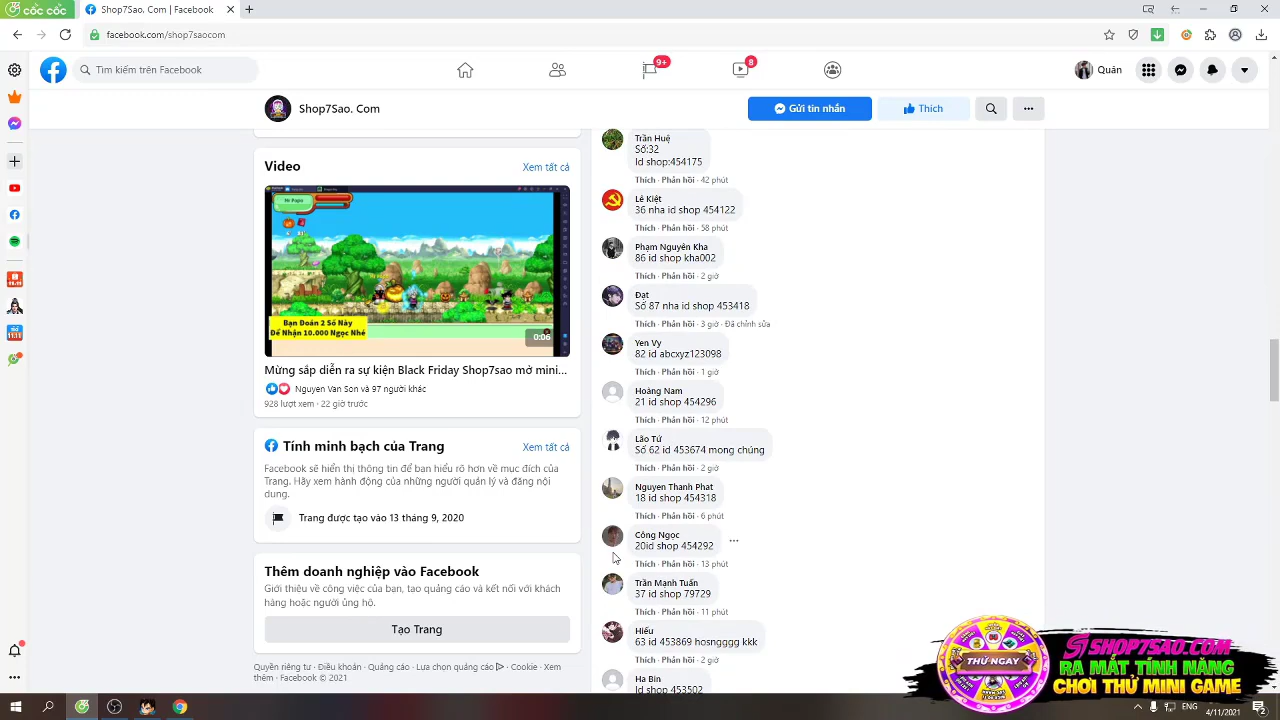 cốc cốc
Shop7Sao. Com | Facebook
facebook.com/shop7saocom
Tìm kiếm trên Facebook
9+
8
Quân
Shop7Sao. Com
Gửi tin nhắn
Thích
Video
Xem tất cả
Mr Popo
Bạn Đoán 2 Số Này
Để Nhận 10.000 Ngọc Nhé
0:06
Mừng sắp diễn ra sự kiện Black Friday Shop7sao mở mini...
Nguyen Van Son và 97 người khác
928 lượt xem · 22 giờ trước
Tính minh bạch của Trang
Xem tất cả
Facebook sẽ hiển thị thông tin để bạn hiểu rõ hơn về mục đích của
Trang. Hãy xem hành động của những người quản lý và đăng nội
dung.
Trang được tạo vào 13 tháng 9, 2020
Thêm doanh nghiệp vào Facebook
Giới thiệu về công việc của bạn, tạo quảng cáo và kết nối với khách
hàng hoặc người ủng hộ.
Tạo Trang
Quyền riêng tư · Điều khoản · Quảng cáo · Lựa chọn quảng cáo · Cookie · Xem
thêm · Facebook © 2021
Trần Huệ
Số:32
Id shop:454175
Thích · Phản hồi · 42 phút
Lê Kiệt
36 nha id shop 454122
Thích · Phản hồi · 58 phút
Phạm Nguyên Kha
86 id shop kha002
Thích · Phản hồi · 2 giờ
Đạt
Số 87 nha id shop 453418
Thích · Phản hồi · 3 giờ · Đã chỉnh sửa
Yen Vy
82 id abcxyz123098
Thích · Phản hồi · 1 giờ
Hoàng Nam
21 id shop 454296
Thích · Phản hồi · 12 phút
Lão Tứ
Số 62 id 453674 mong chúng
Thích · Phản hồi · 2 giờ
Nguyen Thanh Phat
18 id shop 454318
Thích · Phản hồi · 6 phút
Công Ngọc
20id shop 454292
Thích · Phản hồi · 13 phút
Trần Mạnh Tuấn
37 id shop 79729
Thích · Phản hồi · 11 phút
Hiếu
63 id shop 453869 hosngggg kkk
Thích · Phản hồi · 2 giờ
Ha Bin
Id shop 453502
THỬ NGAY
SHOP7SAO.COM
RA MẮT TÍNH NĂNG
CHƠI THỬ MINI GAME
ENG
4/11/2021